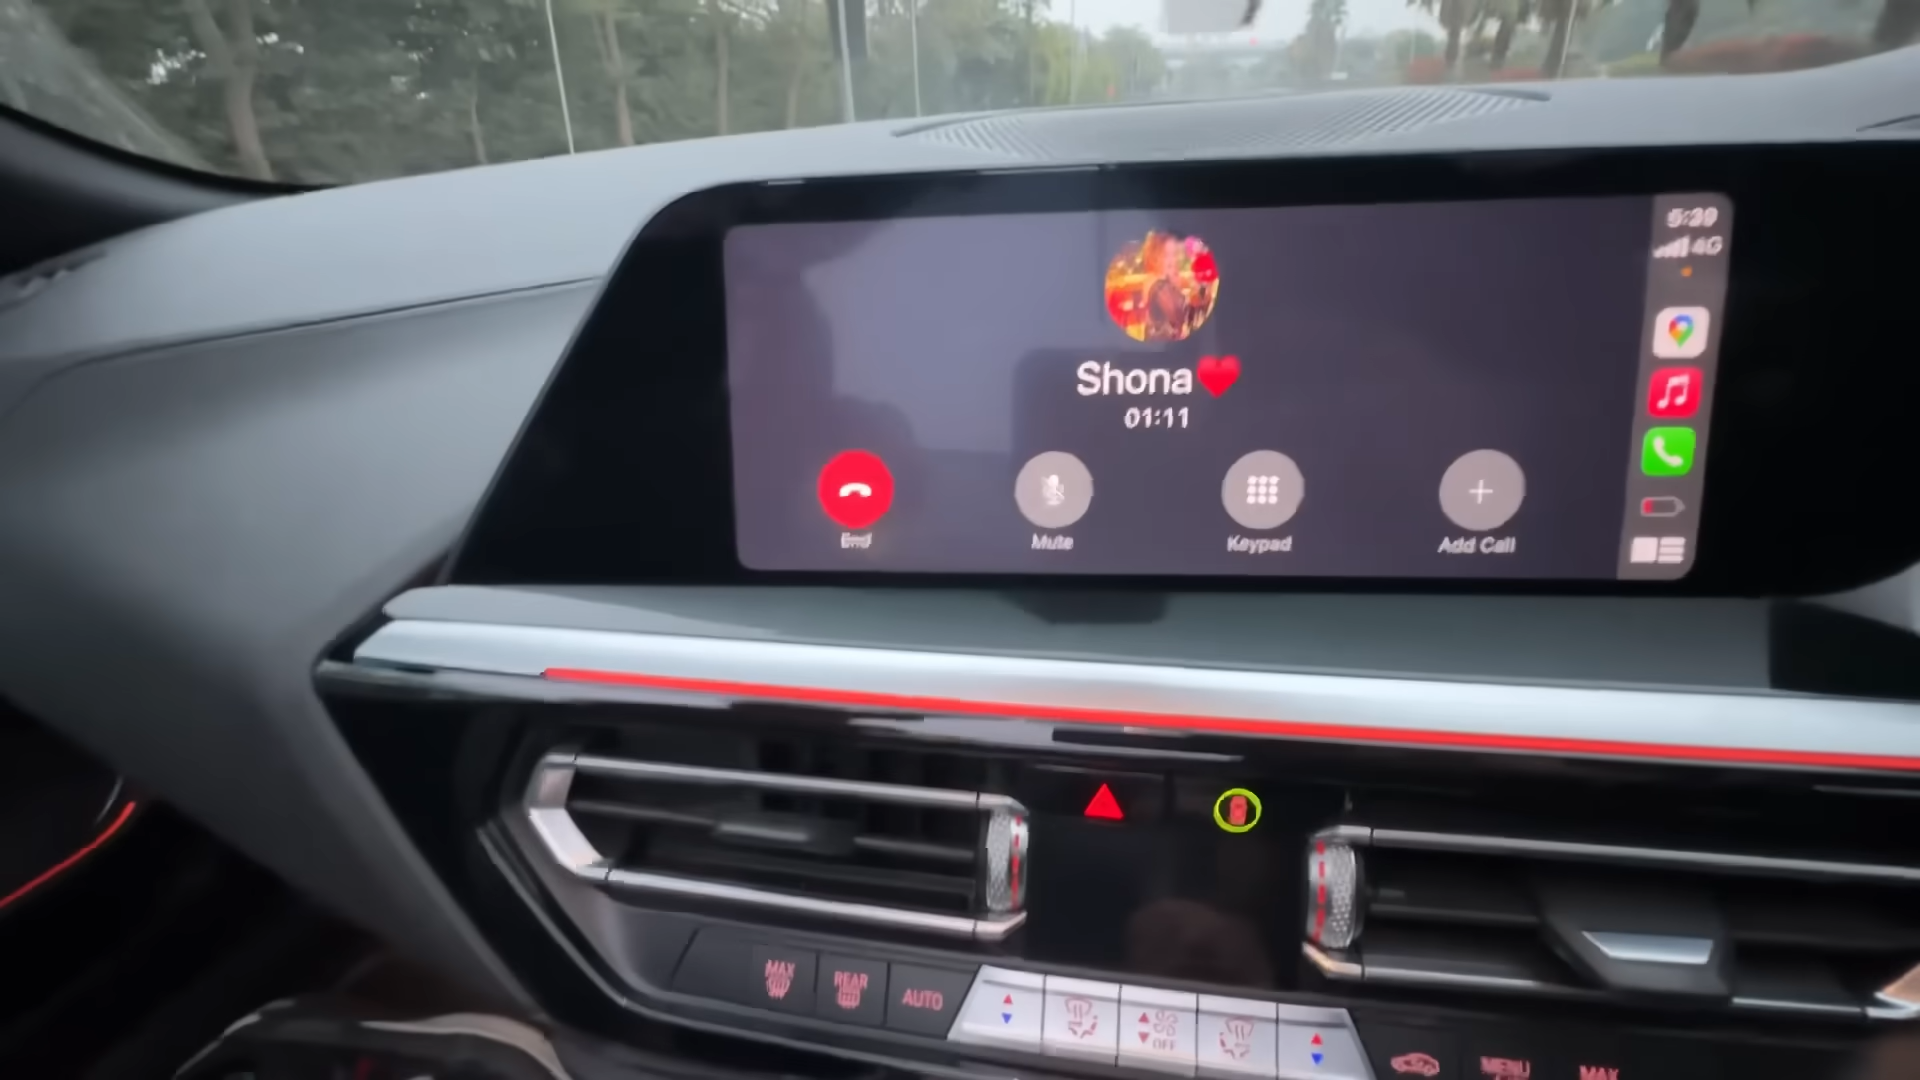 5:39
4G
Shona❤️
01:11
End
Mute
Keypad
Add Call
MAX
REAR
AUTO
OFF
MENU
MAX